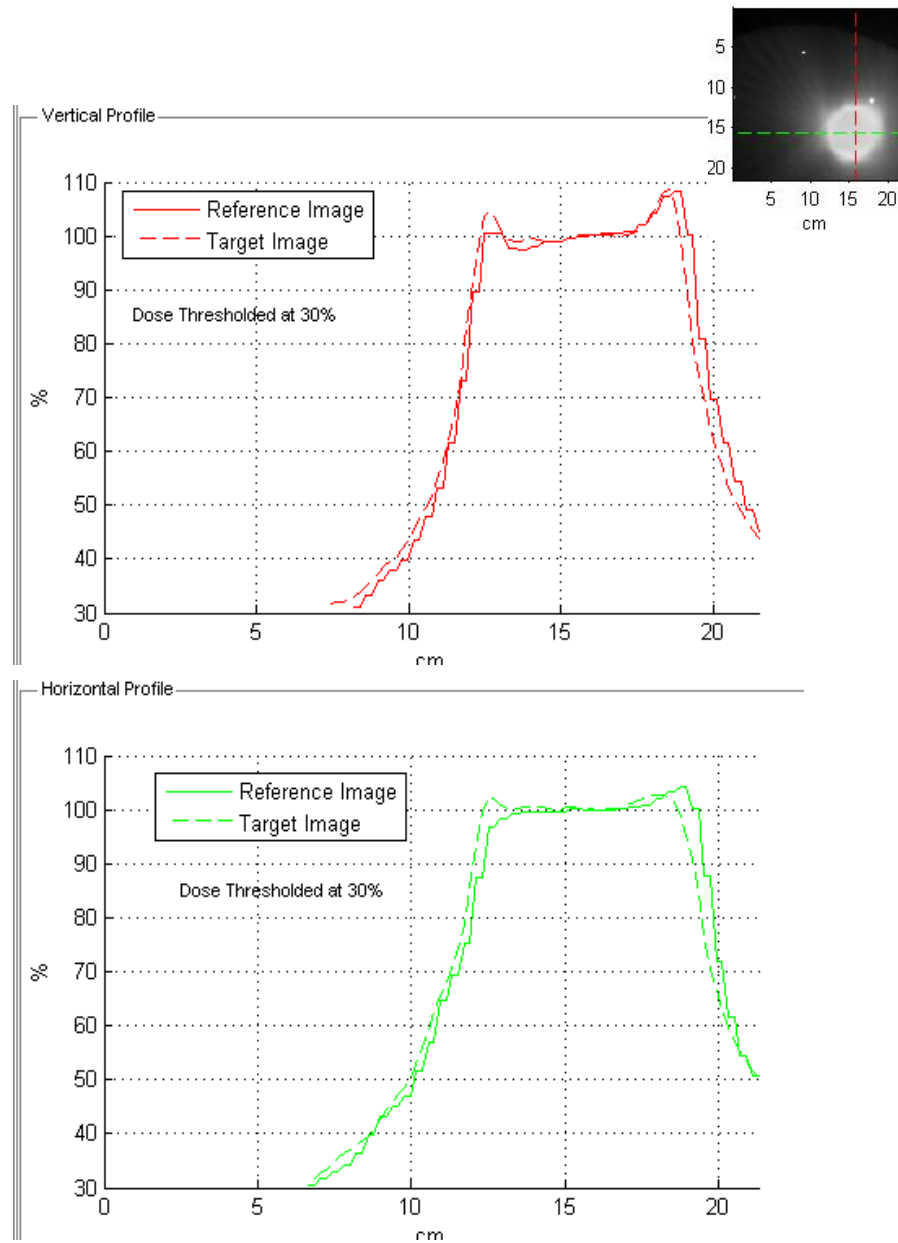 5
10
15
20
5 10 15 20
cm
Vertical Profile
110
100
90
80
70
60
50
40
30
%
Reference Image
Target Image
Dose Thresholded at 30%
0 5 10 15 20
cm
Horizontal Profile
110
100
90
80
70
60
50
40
30
%
Reference Image
Target Image
Dose Thresholded at 30%
0 5 10 15 20
cm